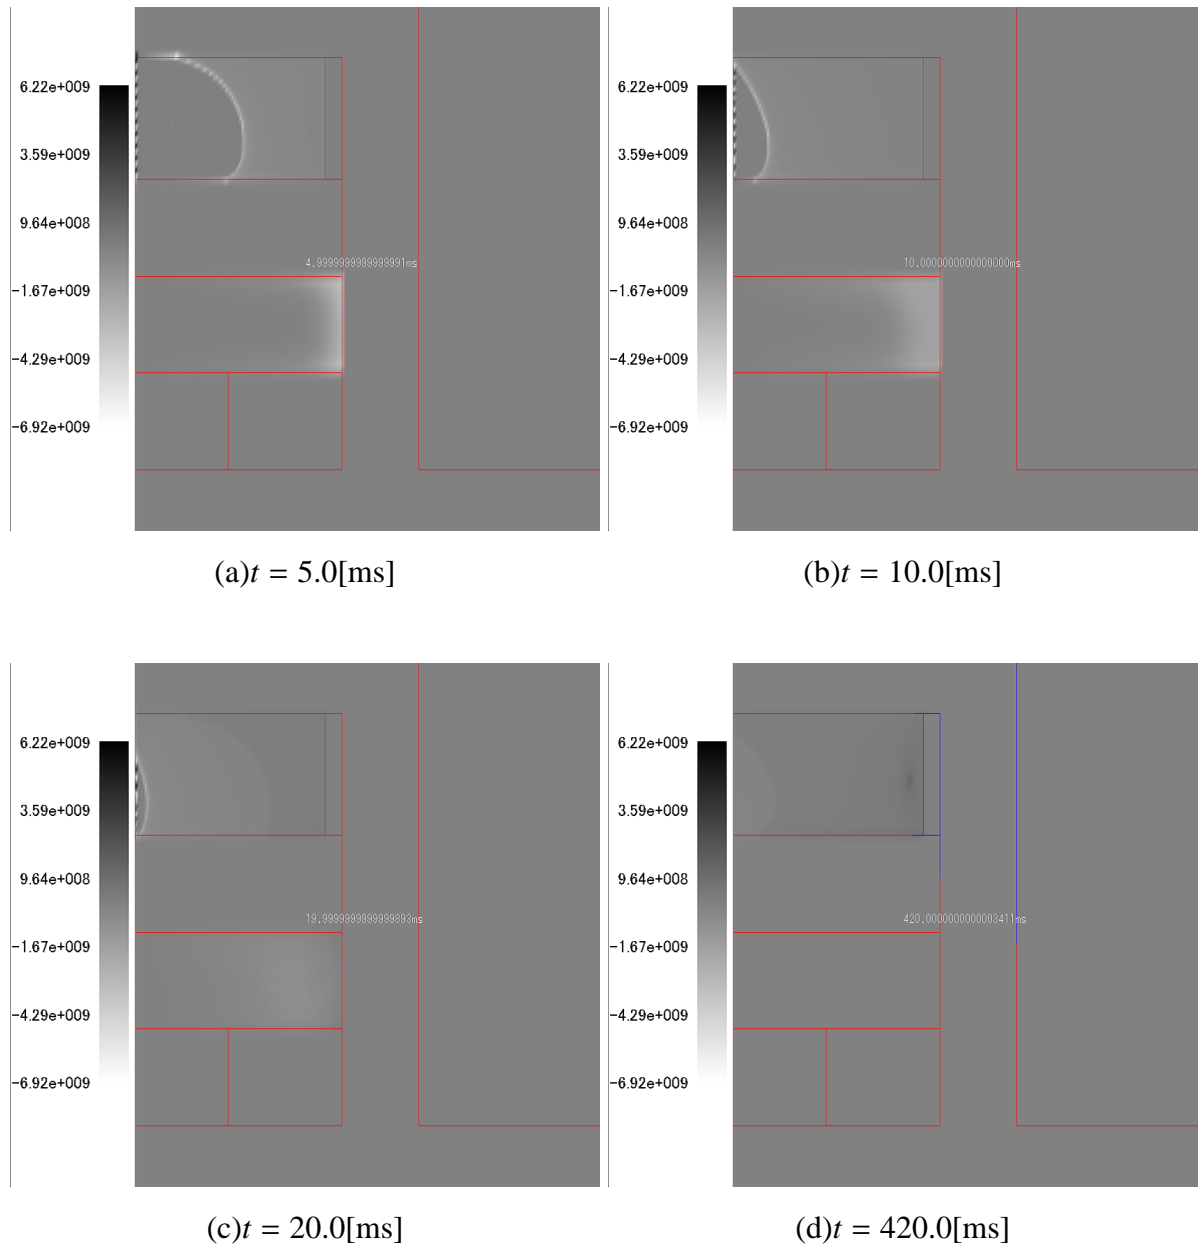 6.22e+009
3.59e+009
9.64e+008
-1.67e+009
-4.29e+009
-6.92e+009
4.9999999999999991ms
(a)t = 5.0[ms]
6.22e+009
3.59e+009
9.64e+008
-1.67e+009
-4.29e+009
-6.92e+009
10.0000000000000000ms
(b)t = 10.0[ms]
6.22e+009
3.59e+009
9.64e+008
-1.67e+009
-4.29e+009
-6.92e+009
19.9999999999999893ms
(c)t = 20.0[ms]
6.22e+009
3.59e+009
9.64e+008
-1.67e+009
-4.29e+009
-6.92e+009
420.0000000000003411ms
(d)t = 420.0[ms]